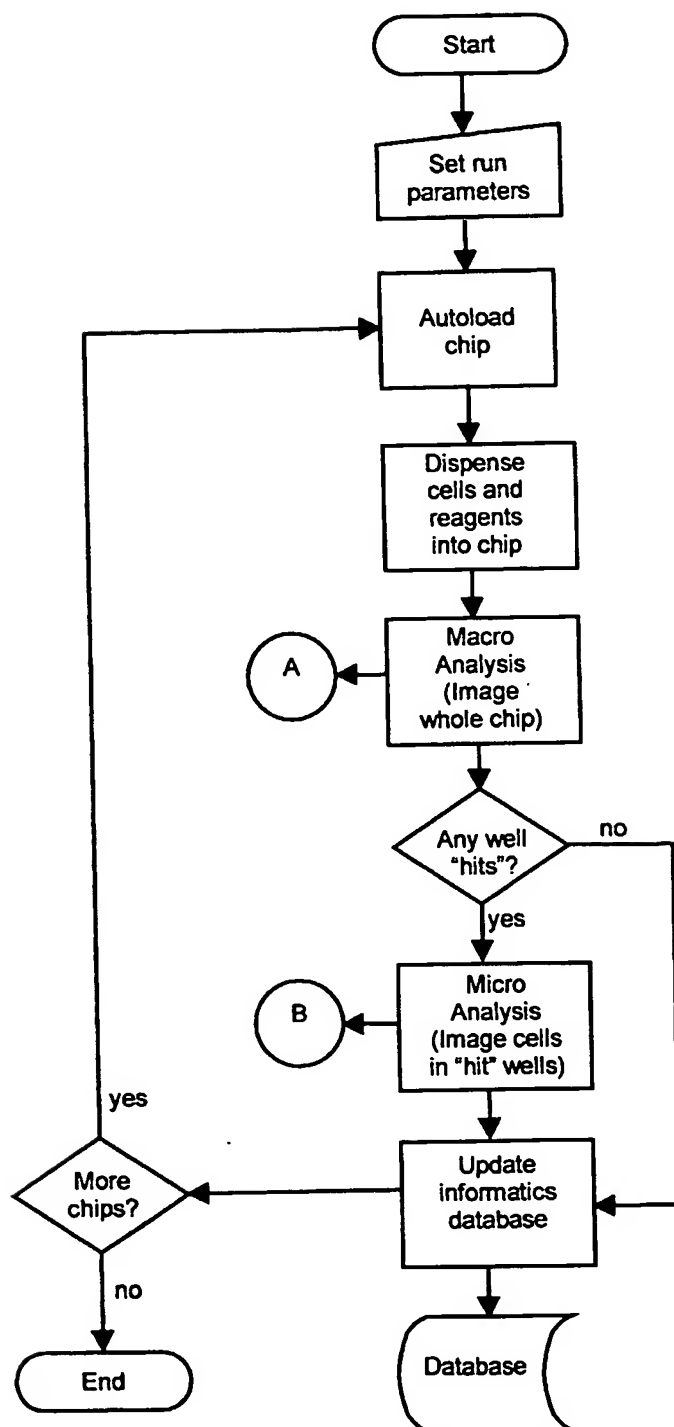 Start
Set run
parameters
Autoload
chip
Dispense
cells and
reagents
into chip
Macro
Analysis
(Image
whole chip)
A
Any well
"hits"?
no
yes
Micro
Analysis
(Image cells
in "hit" wells)
B
Update
informatics
database
yes
More
chips?
no
End
Database